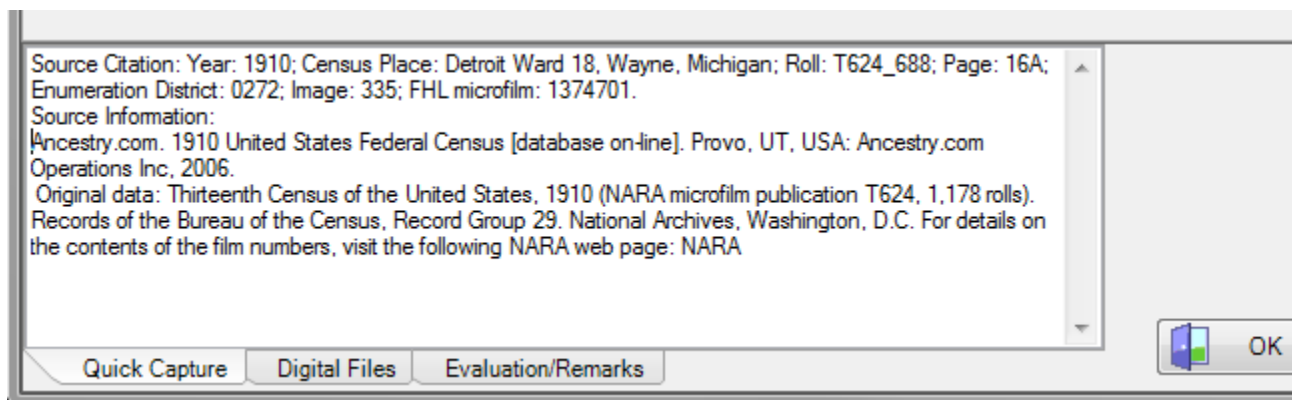 Source Citation: Year: 1910; Census Place: Detroit Ward 18, Wayne, Michigan; Roll: T624_688; Page: 16A;
Enumeration District: 0272; Image: 335; FHL microfilm: 1374701.
Source Information:
Ancestry.com. 1910 United States Federal Census [database on-line]. Provo, UT, USA: Ancestry.com
Operations Inc, 2006.
Original data: Thirteenth Census of the United States, 1910 (NARA microfilm publication T624, 1,178 rolls).
Records of the Bureau of the Census, Record Group 29. National Archives, Washington, D.C. For details on
the contents of the film numbers, visit the following NARA web page: NARA
OK
Quick Capture Digital Files Evaluation/Remarks